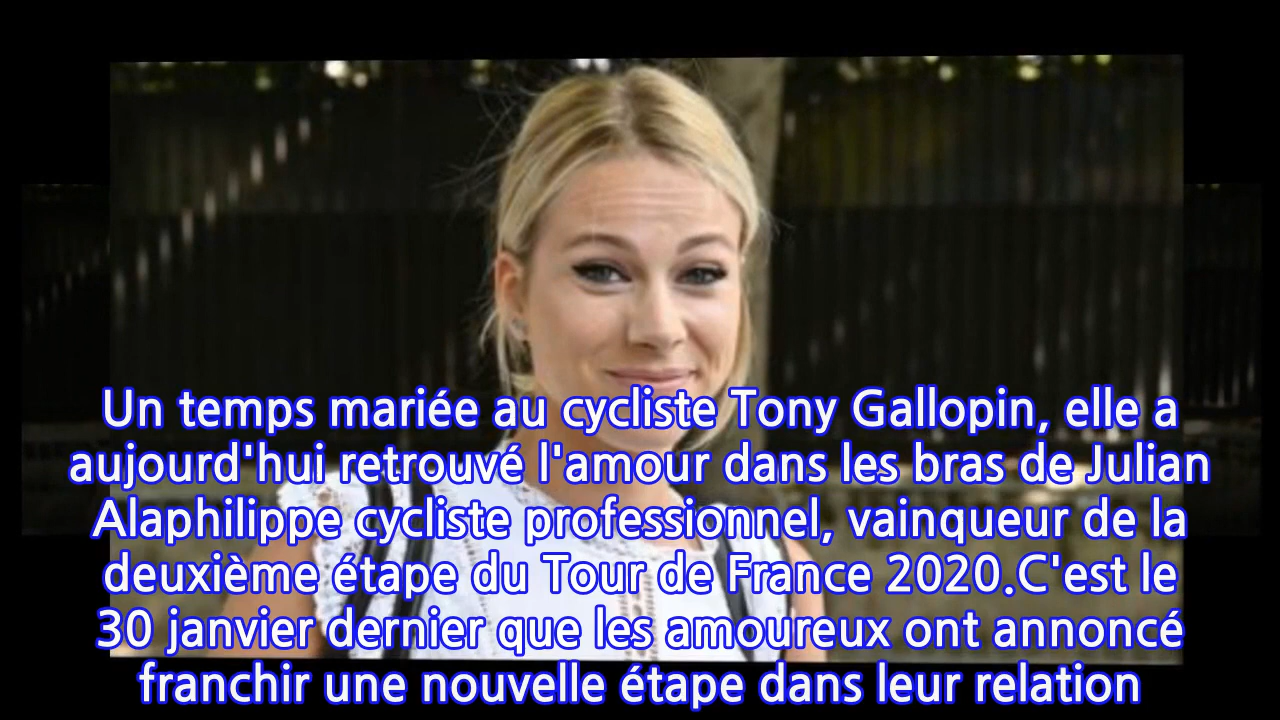 Un temps mariée au cycliste Tony Gallopin, elle a
aujourd'hui retrouvé l'amour dans les bras de Julian
Alaphilippe cycliste professionnel, vainqueur de la
deuxième étape du Tour de France 2020.C'est le
30 janvier dernier que les amoureux ont annoncé
franchir une nouvelle étape dans leur relation